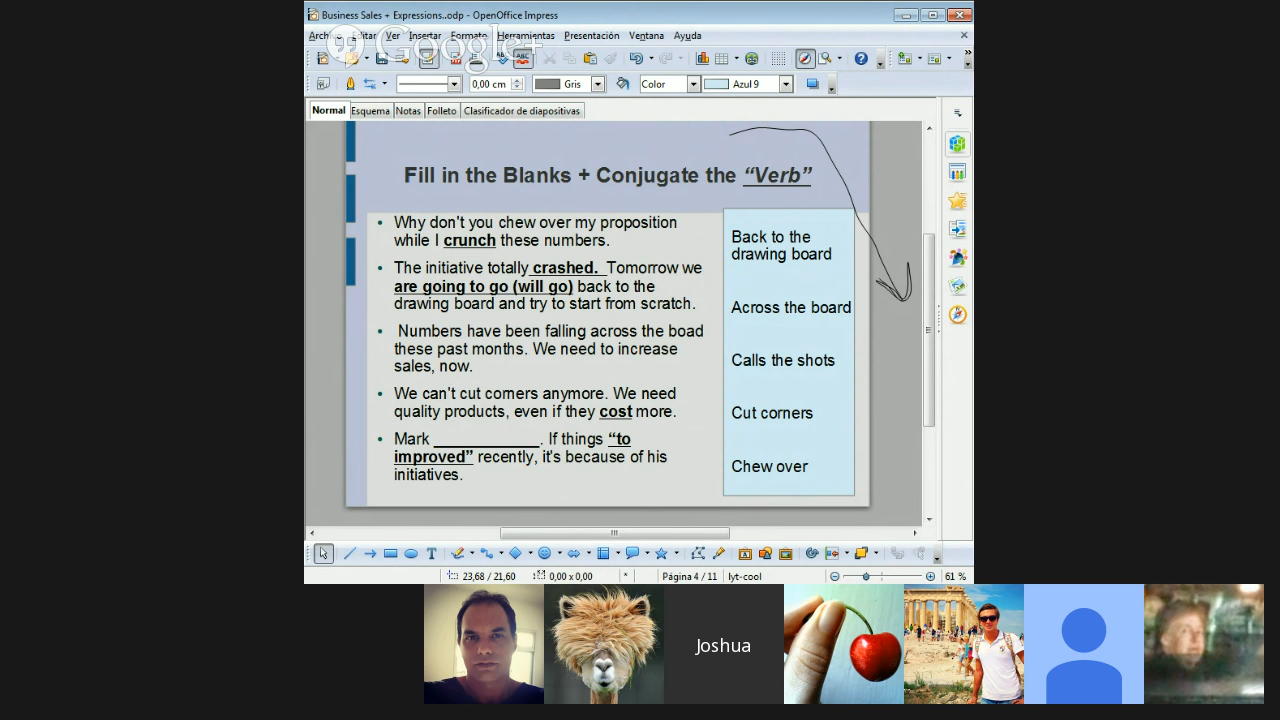 Business Sales + Expressions..odp - OpenOffice Impress
Archivo Editar Ver Insertar Formato Herramientas Presentación Ventana Ayuda
Google+
0,00 cm Gris Color Azul 9
Normal Esquema Notas Folleto Clasificador de diapositivas
Fill in the Blanks + Conjugate the “Verb”
• Why don't you chew over my proposition
while I crunch these numbers.
• The initiative totally crashed. Tomorrow we
are going to go (will go) back to the
drawing board and try to start from scratch.
• Numbers have been falling across the boad
these past months. We need to increase
sales, now.
• We can't cut corners anymore. We need
quality products, even if they cost more.
• Mark _____________. If things “to
improved” recently, it's because of his
initiatives.
Back to the
drawing board
Across the board
Calls the shots
Cut corners
Chew over
23,68 / 21,60 0,00 x 0,00 * Página 4 / 11 lyt-cool 61 %
Joshua